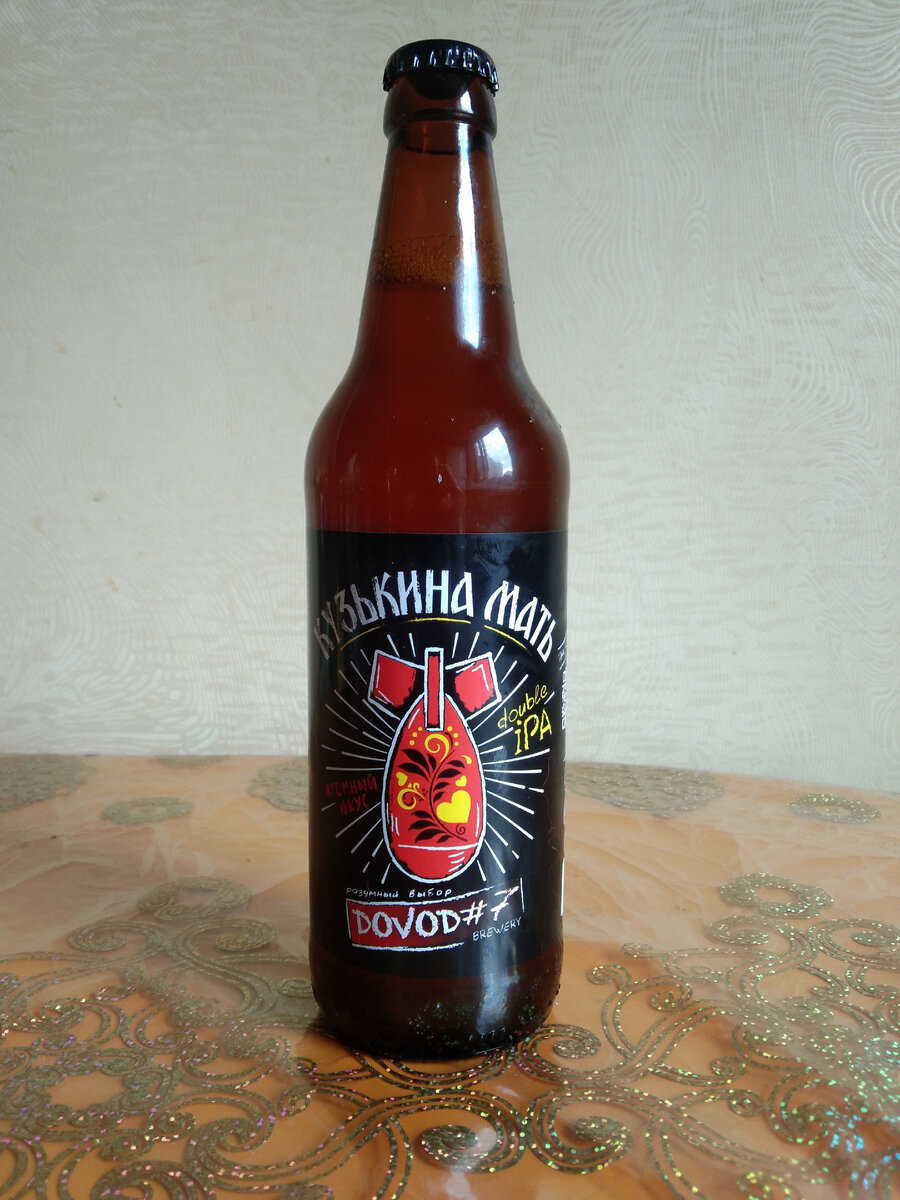 КУЗЬКИНА МАТЬ
double
iPA
АТОМНЫЙ
ВКУС
разумный выбор
DOVOD#7
BREWERY